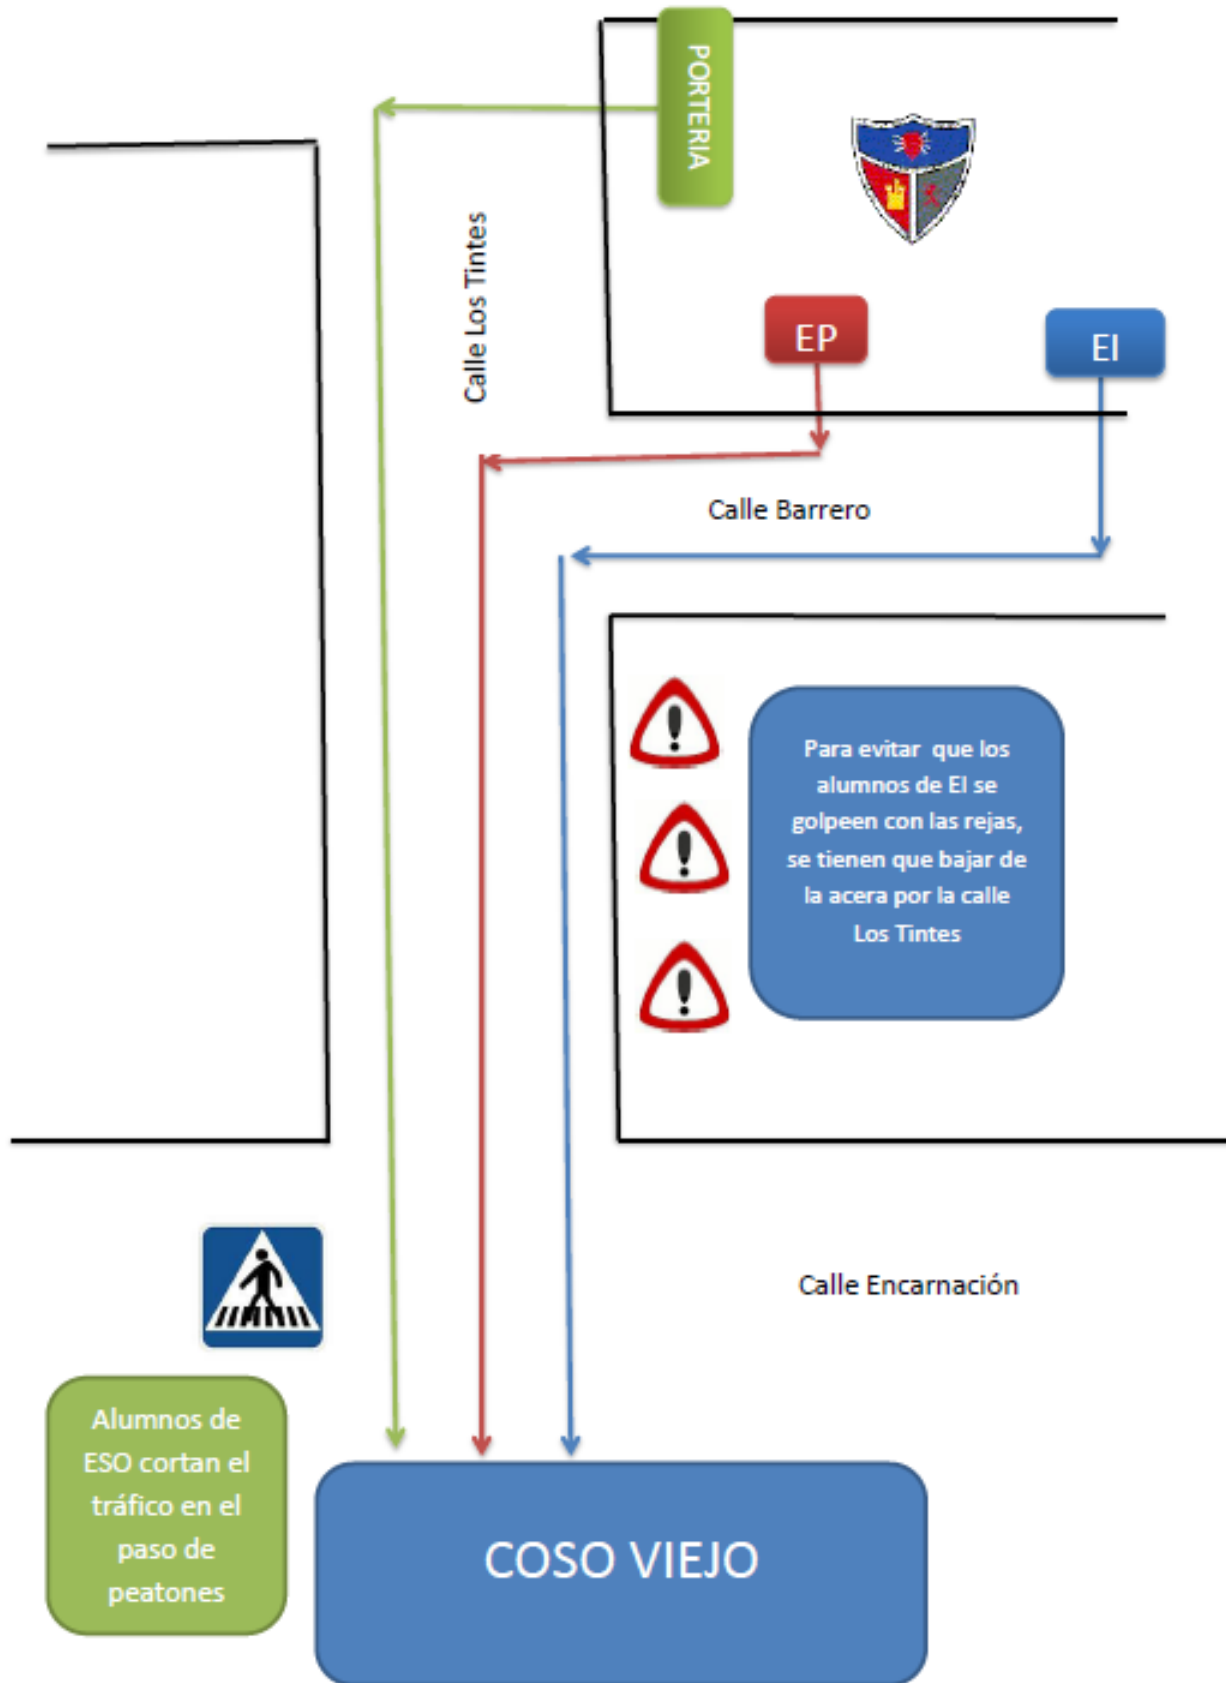 PORTERIA
Calle Los Tintes
EP
EI
Calle Barrero
Para evitar que los
alumnos de EI se
golpeen con las rejas,
se tienen que bajar de
la acera por la calle
Los Tintes
Calle Encarnación
Alumnos de
ESO cortan el
tráfico en el
paso de
peatones
COSO VIEJO